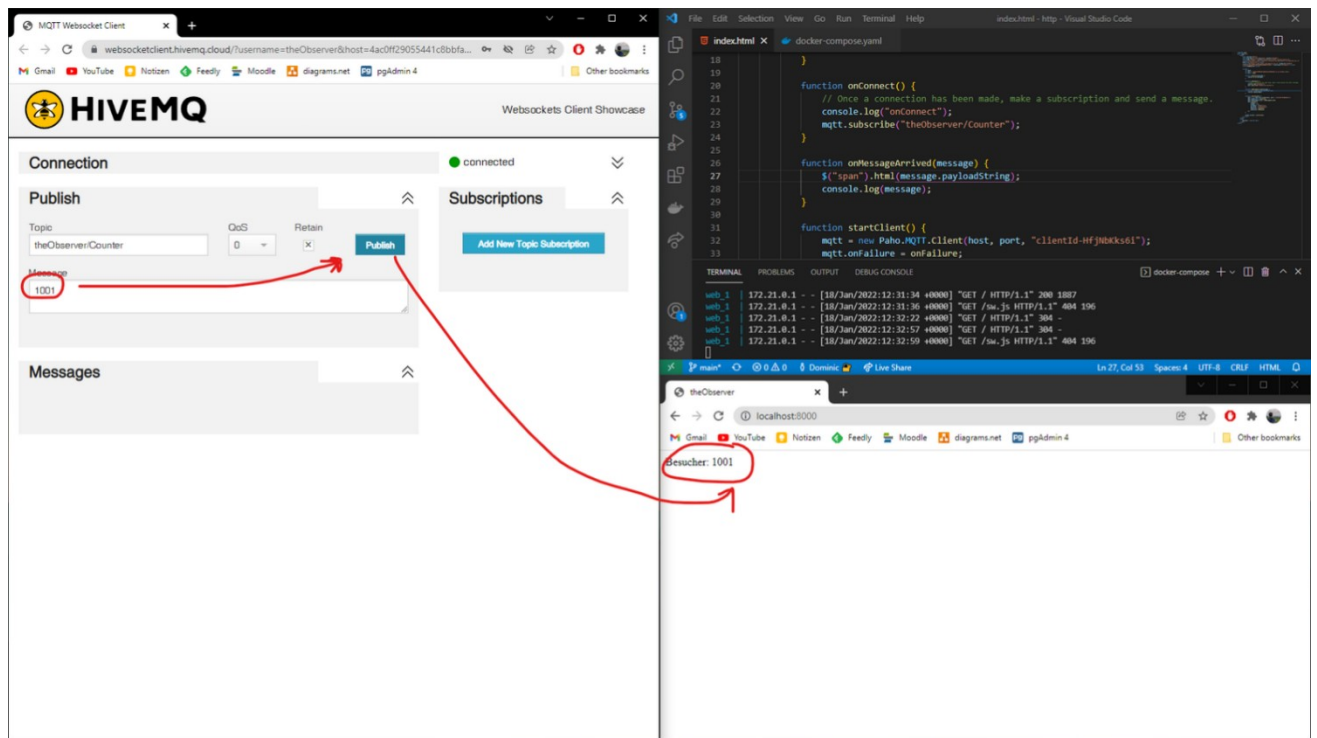 MQTT Websocket Client
websocketclient.hivemq.cloud/?username=theObserver&host=4ac0ff29055441c8bbfa...
Gmail YouTube Notizen Feedly Moodle diagrams.net pgAdmin 4 Other bookmarks
HIVEMQ
Websockets Client Showcase
Connection
connected
Publish
Topic QoS Retain
theObserver/Counter 0 Publish
Message
1001
Subscriptions
Add New Topic Subscription
Messages
File Edit Selection View Go Run Terminal Help index.html - http - Visual Studio Code
index.html docker-compose.yaml
18 }
19
20 function onConnect() {
21 // Once a connection has been made, make a subscription and send a message.
22 console.log("onConnect");
23 mqtt.subscribe("theObserver/Counter");
24 }
25
26 function onMessageArrived(message) {
27 $("span").html(message.payloadString);
28 console.log(message);
29 }
30
31 function startClient() {
32 mqtt = new Paho.MQTT.Client(host, port, "clientId-HfjNbKks6i");
33 mqtt.onFailure = onFailure;
TERMINAL PROBLEMS OUTPUT DEBUG CONSOLE docker-compose
web_1 | 172.21.0.1 - - [18/Jan/2022:12:31:34 +0000] "GET / HTTP/1.1" 200 1887
web_1 | 172.21.0.1 - - [18/Jan/2022:12:31:36 +0000] "GET /sw.js HTTP/1.1" 404 196
web_1 | 172.21.0.1 - - [18/Jan/2022:12:32:22 +0000] "GET / HTTP/1.1" 304 -
web_1 | 172.21.0.1 - - [18/Jan/2022:12:32:57 +0000] "GET / HTTP/1.1" 304 -
web_1 | 172.21.0.1 - - [18/Jan/2022:12:32:59 +0000] "GET /sw.js HTTP/1.1" 404 196
main* 0 0 0 Dominic Live Share Ln 27, Col 53 Spaces: 4 UTF-8 CRLF HTML
theObserver
localhost:8000
Gmail YouTube Notizen Feedly Moodle diagrams.net pgAdmin 4 Other bookmarks
Besucher: 1001